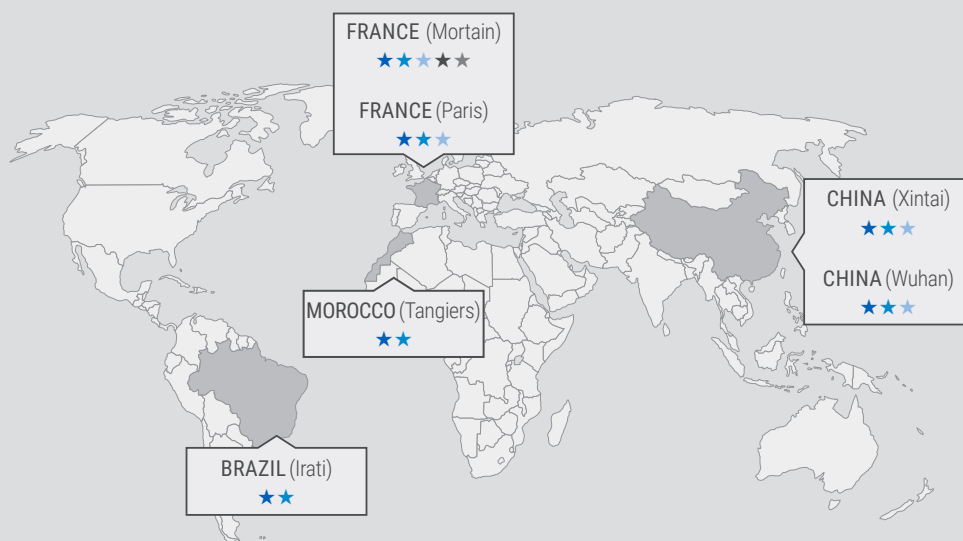 FRANCE (Mortain)
FRANCE (Paris)
CHINA (Xintai)
CHINA (Wuhan)
MOROCCO (Tangiers)
BRAZIL (Irati)